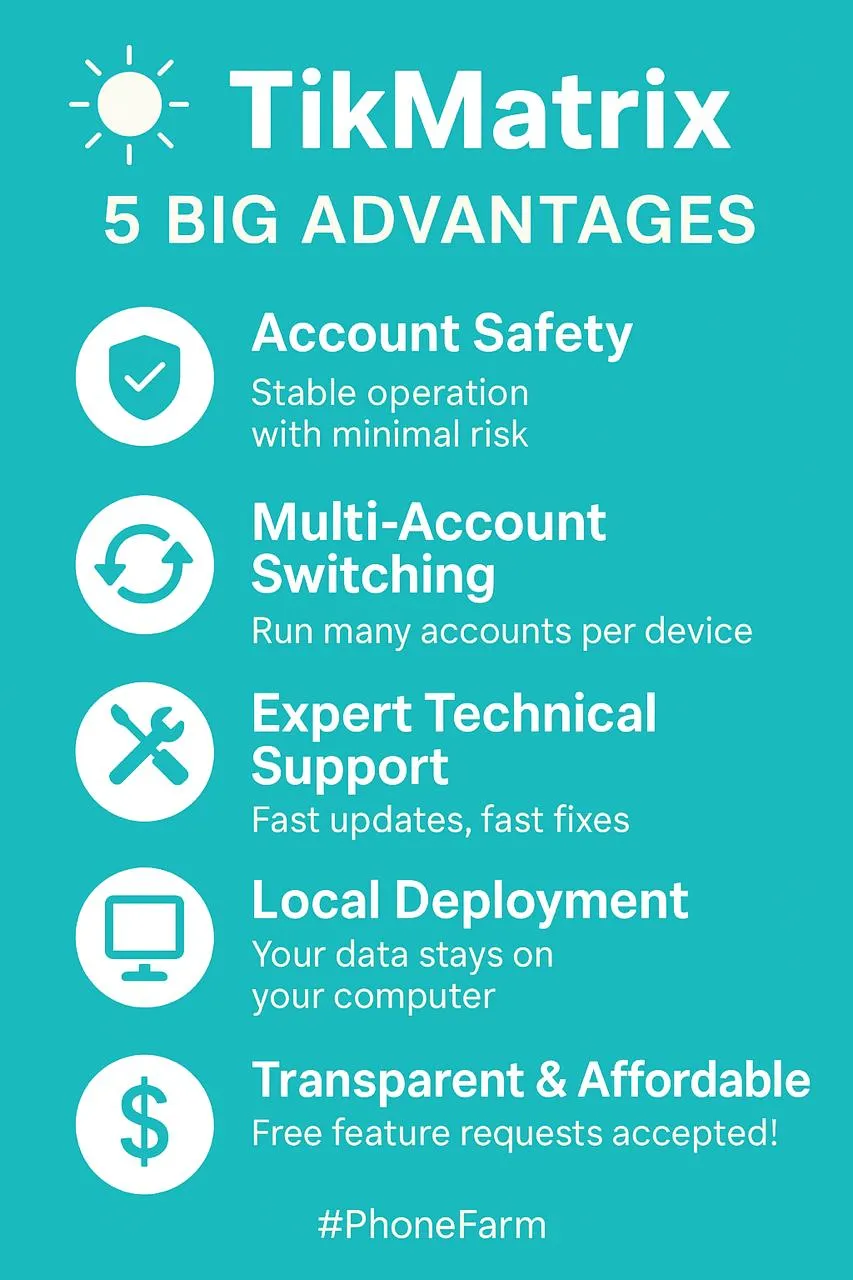 TikMatrix
5 BIG ADVANTAGES
Account Safety
Stable operation
with minimal risk
Multi-Account
Switching
Run many accounts per device
Expert Technical
Support
Fast updates, fast fixes
Local Deployment
Your data stays on
your computer
Transparent & Affordable
Free feature requests accepted!
#PhoneFarm